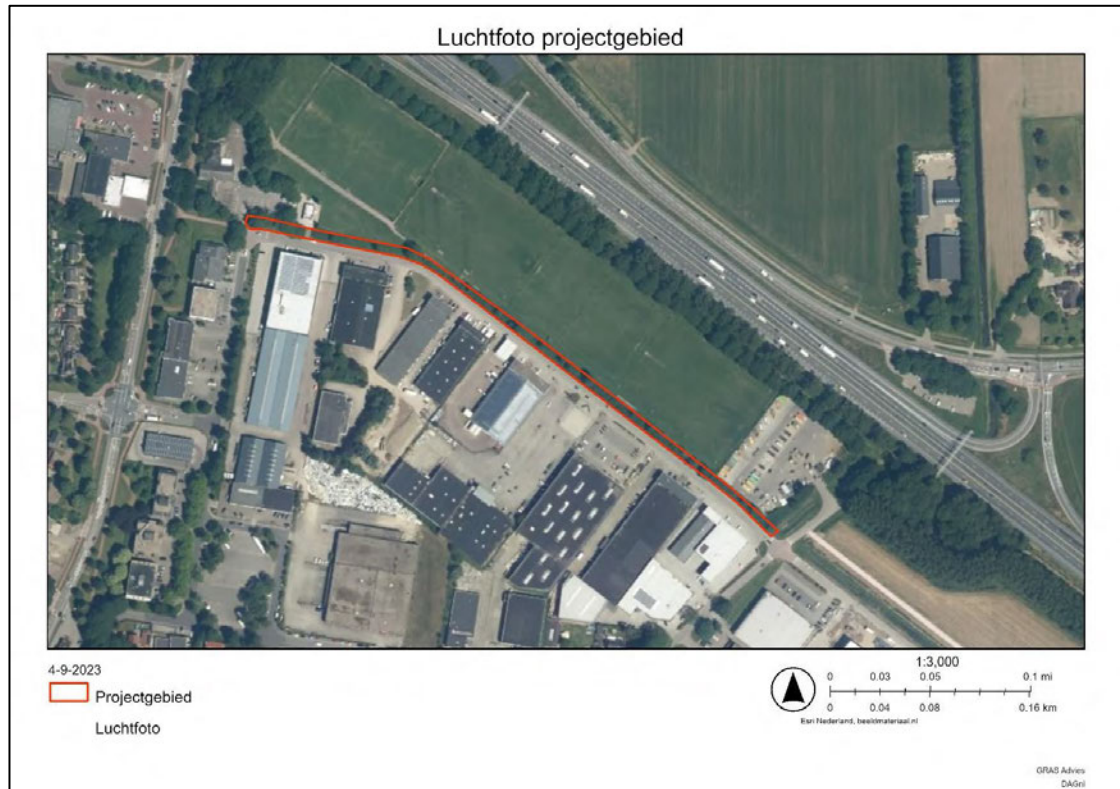 Luchtfoto projectgebied
4-9-2023
Projectgebied
Luchtfoto
1:3,000
0 0.03 0.05 0.1 mi
0 0.04 0.08 0.16 km
Esri Nederland, beeldmateriaal.nl
GRAS Advies
DAGnl